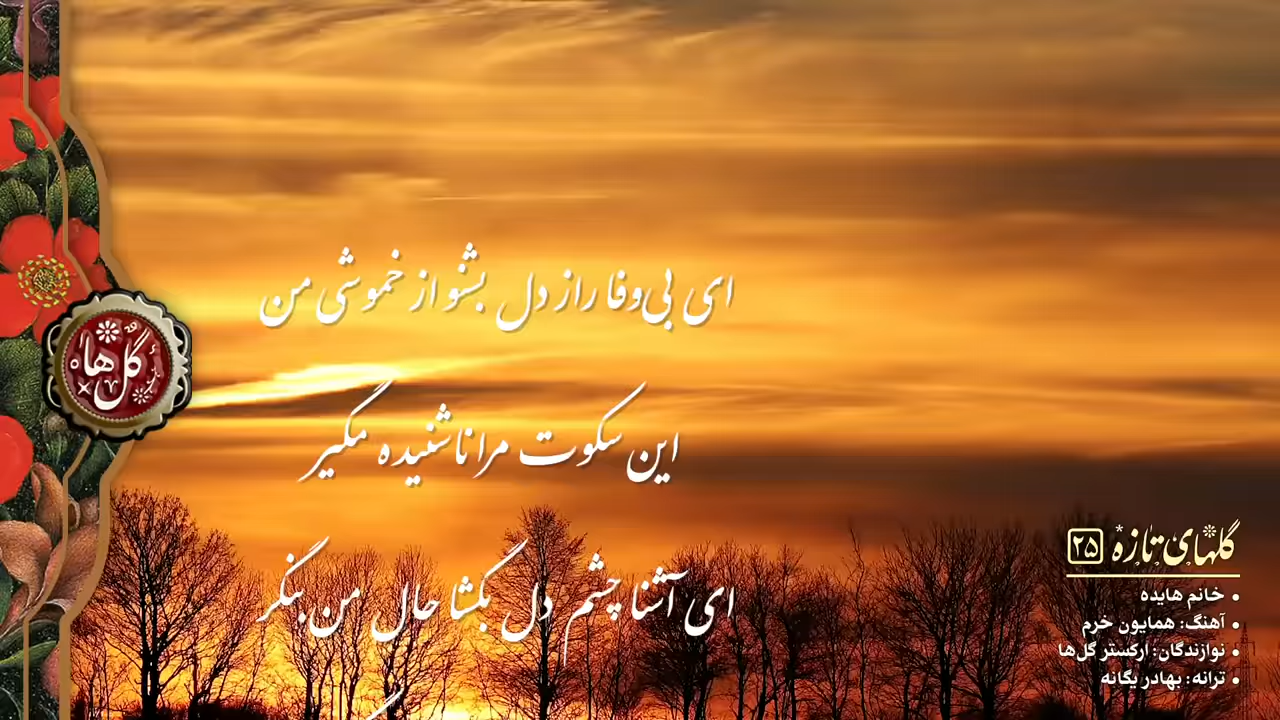 ای بی‌وفا راز دل بشنو از خموشی من
این سکوت مرا ناشنیده مگیر
ای آشنا چشم دل بگشا حال من بنگر
گل‌ها
گلهای تازه ۲۵
• خانم هایده
• آهنگ: همایون خرم
• نوازندگان: ارکستر گل‌ها
• ترانه: بهادر یگانه